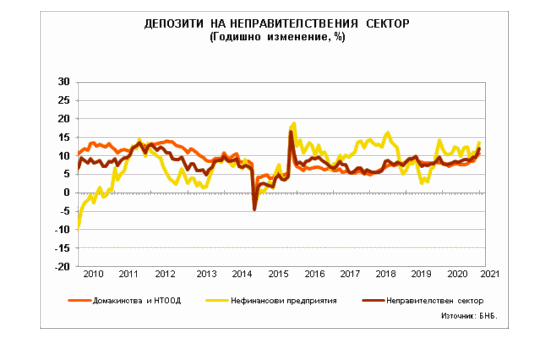 ДЕПОЗИТИ НА НЕПРАВИТЕЛСТВЕНИЯ СЕКТОР
(Годишно изменение, %)
30
25
20
15
10
5
0
-5
-10
-15
-20
2010 2011 2012 2013 2014 2015 2016 2017 2018 2019 2020 2021
Домакинства и НТООД Нефинансови предприятия Неправителствен сектор
Източник: БНБ.